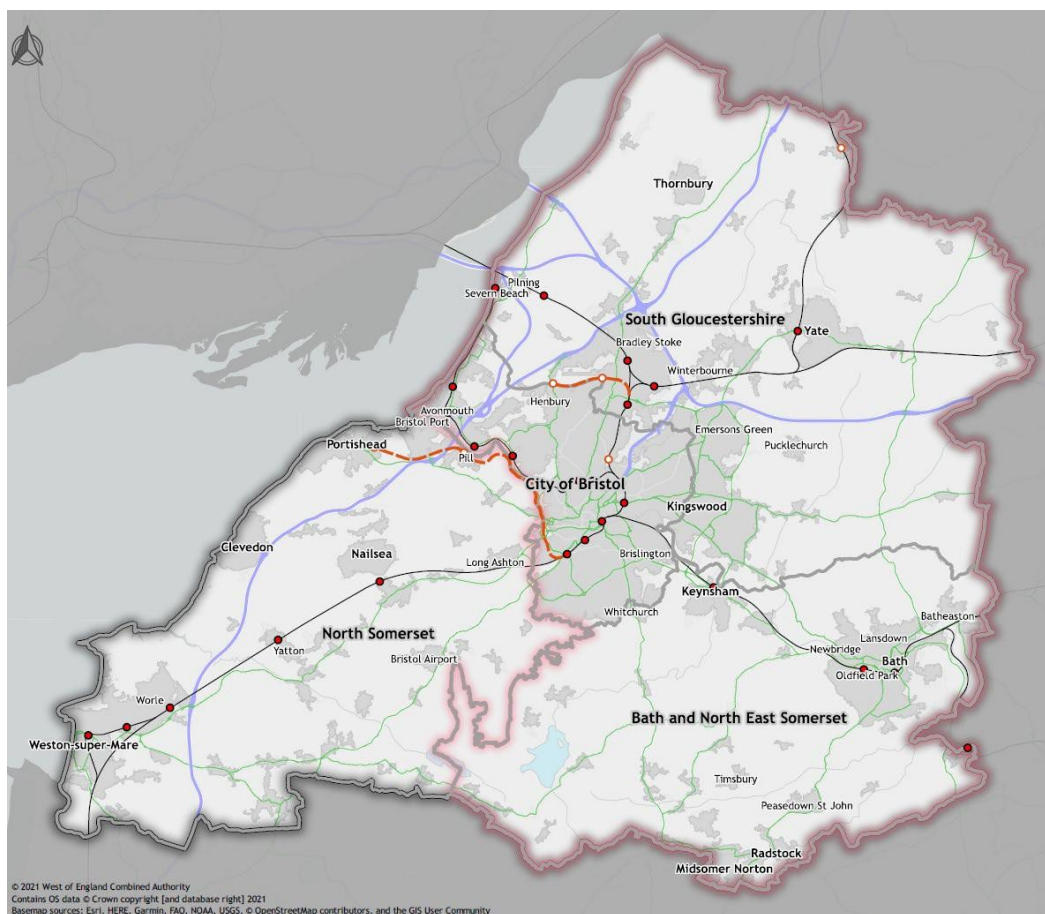 Thornbury
Pilning
Severn Beach
South Gloucestershire
Yate
Bradley Stoke
Winterbourne
Henbury
Avonmouth
Bristol Port
Emersons Green
Pucklechurch
Portishead
Pill
City of Bristol
Kingswood
Clevedon
Nailsea
Long Ashton
Brislington
Keynsham
Whitchurch
Batheaston
North Somerset
Lansdown
Newbridge
Yatton
Bristol Airport
Bath
Oldfield Park
Worle
Bath and North East Somerset
Weston-super-Mare
Timsbury
Peasedown St John
Radstock
Midsomer Norton
© 2021 West of England Combined Authority
Contains OS data © Crown copyright [and database right] 2021
Basemap sources: Esri, HERE, Garmin, FAO, NOAA, USGS, © OpenStreetMap contributors, and the GIS User Community